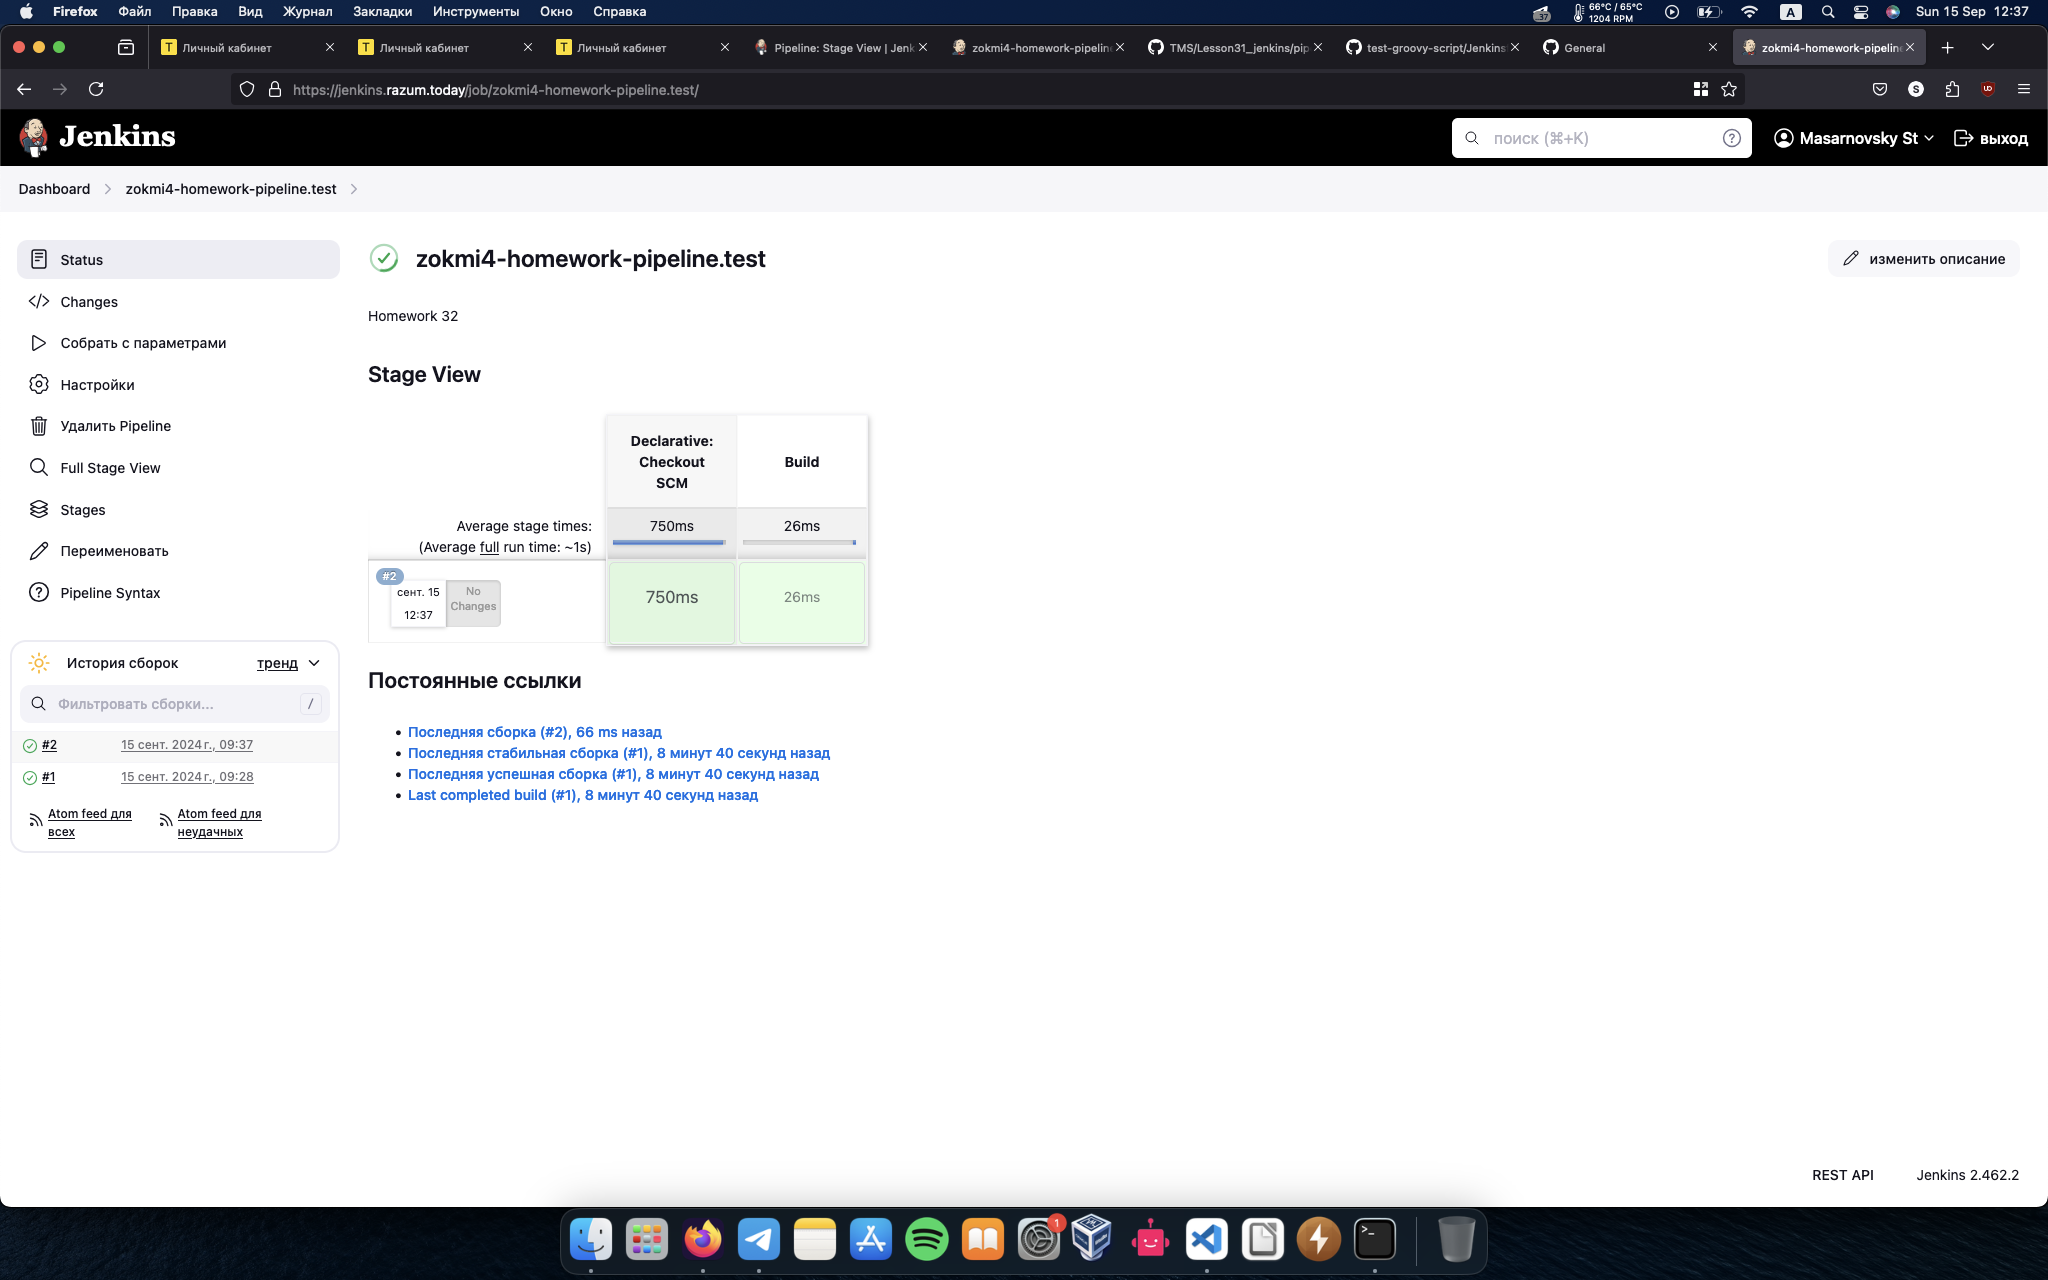 Firefox Файл Правка Вид Журнал Закладки Инструменты Окно Справка
37 66°C / 65°C 1204 RPM A Sun 15 Sep 12:37
Личный кабинет Личный кабинет Личный кабинет Pipeline: Stage View | Jenk zokmi4-homework-pipeline TMS/Lesson31_jenkins/pip test-groovy-script/Jenkins General zokmi4-homework-pipeline
https://jenkins.razum.today/job/zokmi4-homework-pipeline.test/
Jenkins поиск (⌘+K) Masarnovsky St выход
Dashboard zokmi4-homework-pipeline.test
Status
Changes
Собрать с параметрами
Настройки
Удалить Pipeline
Full Stage View
Stages
Переименовать
Pipeline Syntax
История сборок тренд
Фильтровать сборки... /
#2 15 сент. 2024 г., 09:37
#1 15 сент. 2024 г., 09:28
Atom feed для всех
Atom feed для неудачных
zokmi4-homework-pipeline.test
изменить описание
Homework 32
Stage View
Declarative: Checkout SCM
Build
Average stage times: 750ms 26ms
(Average full run time: ~1s)
#2
сент. 15
12:37
No Changes
750ms 26ms
Постоянные ссылки
Последняя сборка (#2), 66 ms назад
Последняя стабильная сборка (#1), 8 минут 40 секунд назад
Последняя успешная сборка (#1), 8 минут 40 секунд назад
Last completed build (#1), 8 минут 40 секунд назад
REST API Jenkins 2.462.2
1